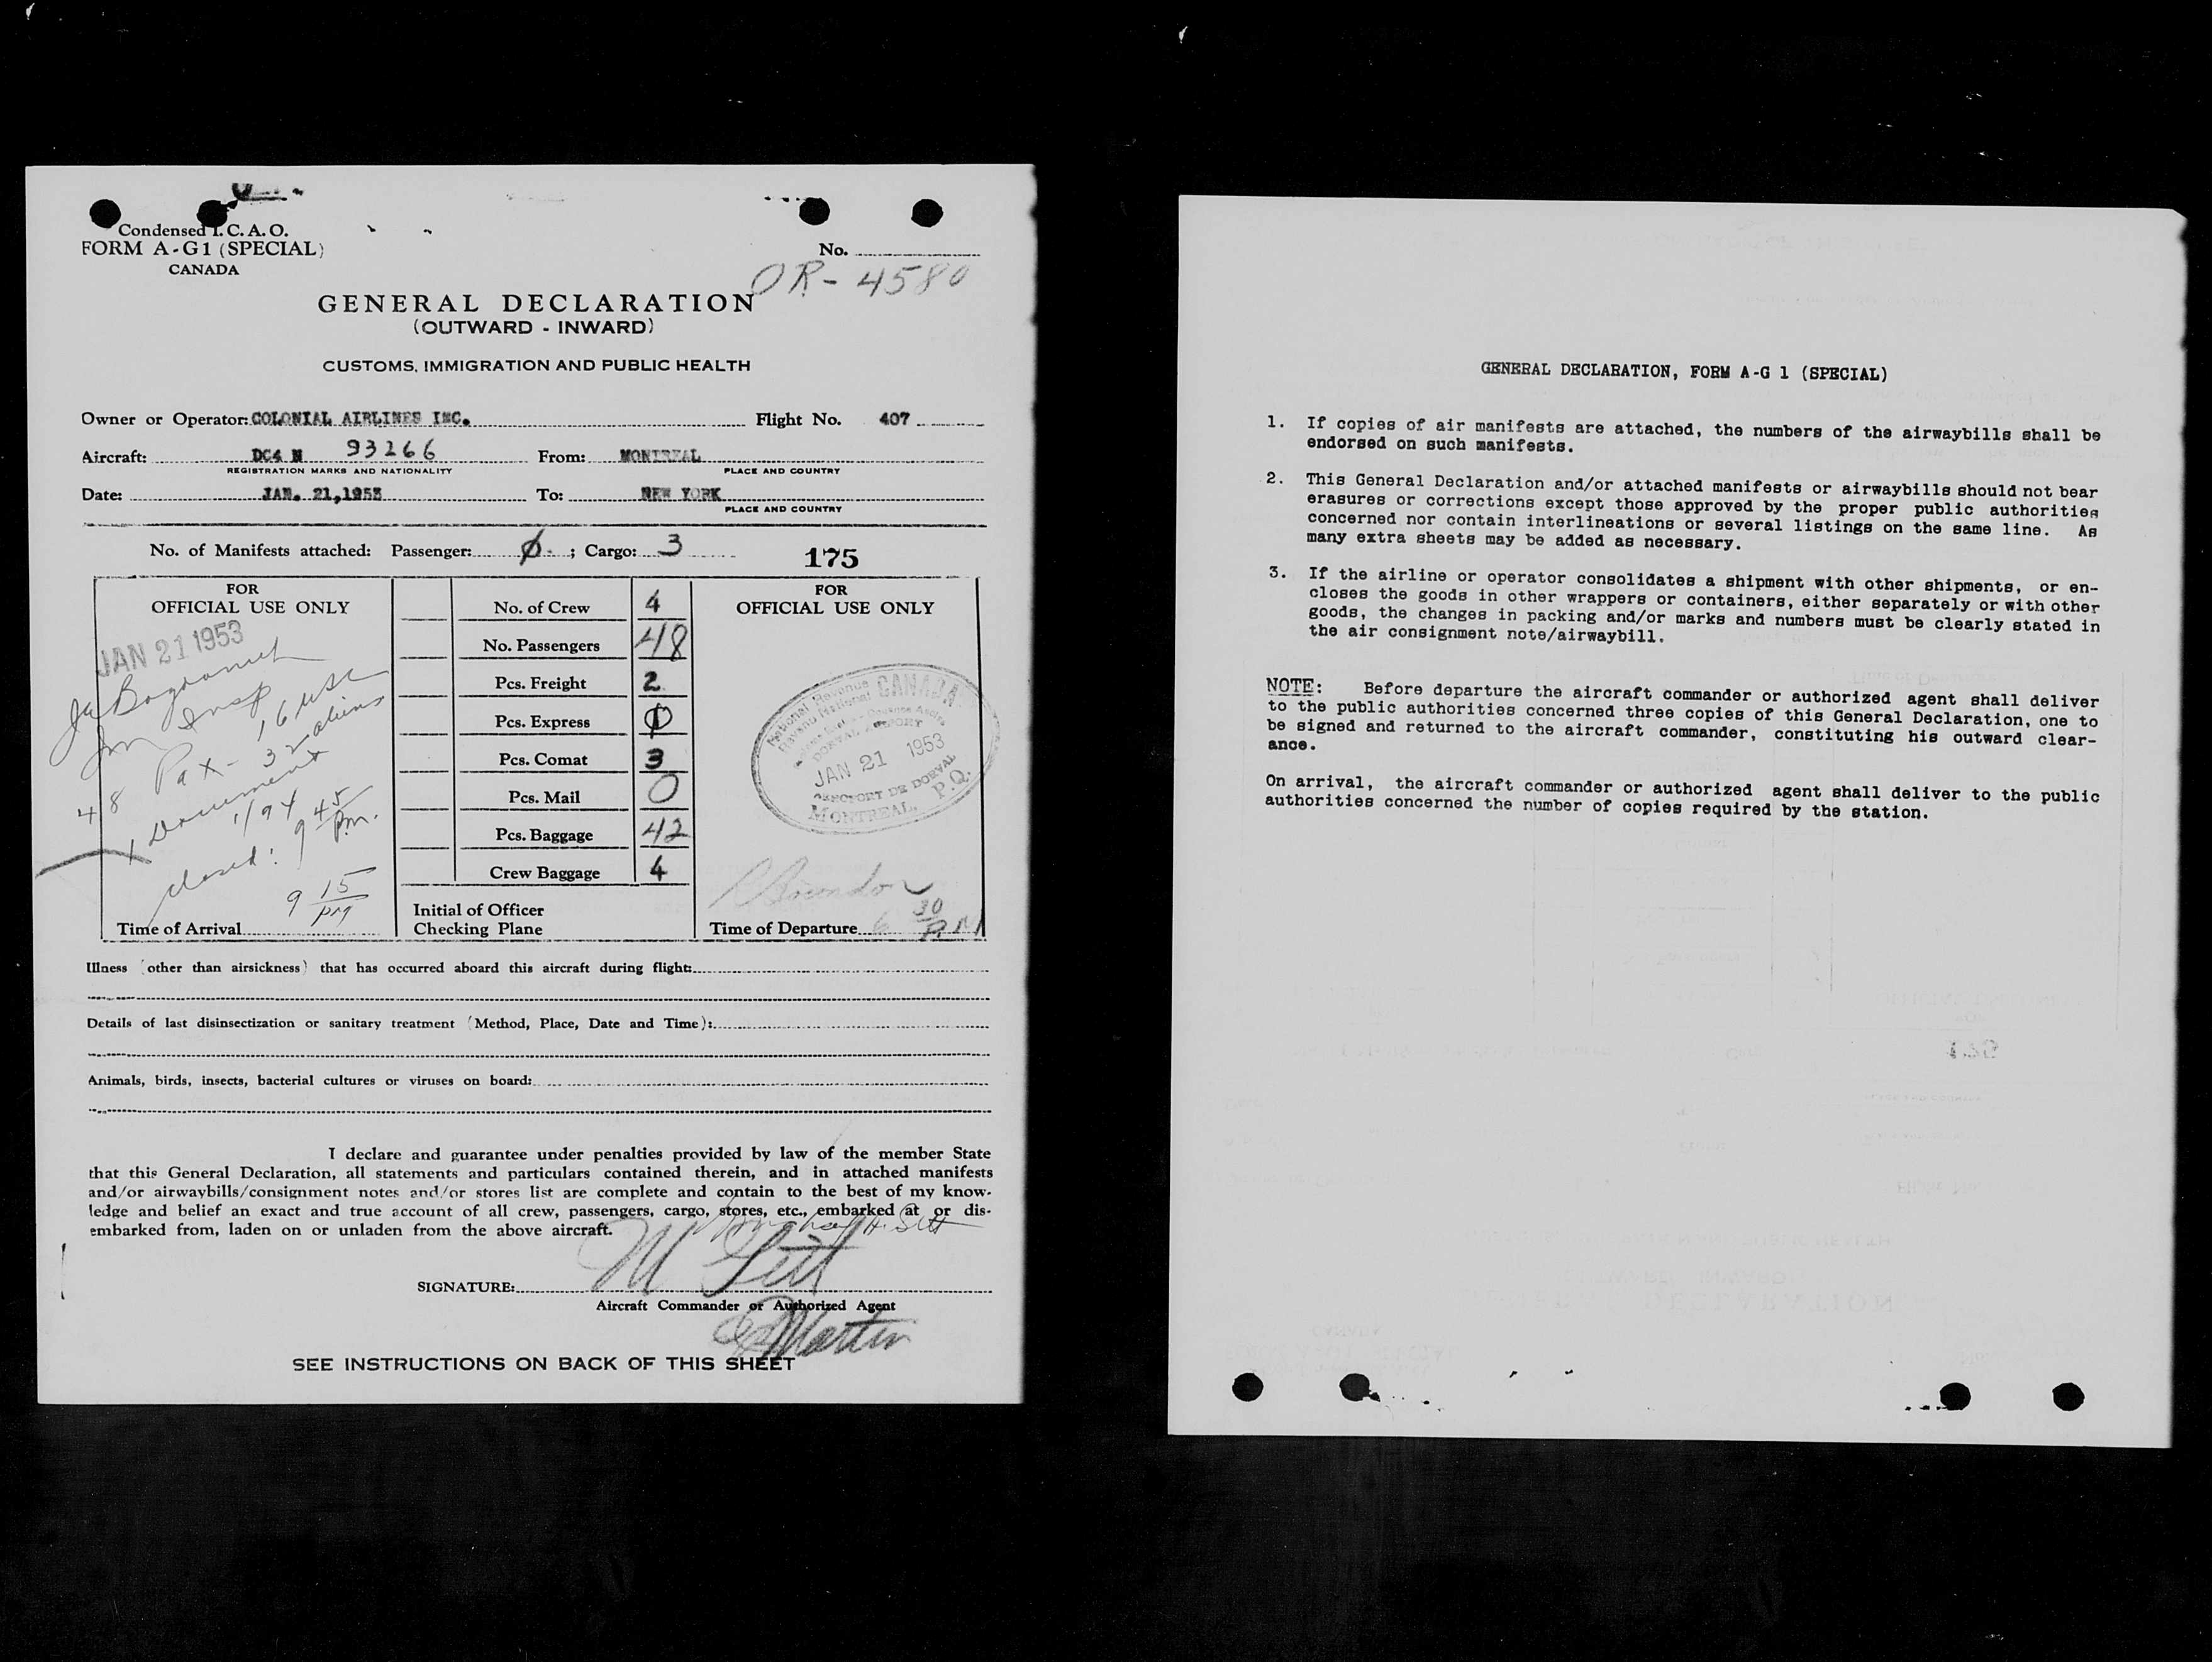 Condensed I. C. A. O.
FORM A-G1 (SPECIAL)
CANADA
No.
OR- 4580
GENERAL DECLARATION
(OUTWARD - INWARD)
CUSTOMS, IMMIGRATION AND PUBLIC HEALTH
Owner or Operator: COLONIAL AIRLINES INC. Flight No. 407
Aircraft: DC4 N 93266 From: MONTREAL
REGISTRATION MARKS AND NATIONALITY PLACE AND COUNTRY
Date: JAN. 21,1953 To: NEW YORK
PLACE AND COUNTRY
No. of Manifests attached: Passenger: 0 ; Cargo: 3 175
FOR
OFFICIAL USE ONLY
JAN 21 1953
Insp
48 Pax - 16 USC
32 aliens
1 Document
194
closed: 9 45 pm.
9 15 pm
Time of Arrival
No. of Crew 4
No. Passengers 48
Pcs. Freight 2
Pcs. Express 0
Pcs. Comat 3
Pcs. Mail 0
Pcs. Baggage 42
Crew Baggage 4
Initial of Officer
Checking Plane
FOR
OFFICIAL USE ONLY
National Revenue CANADA
Revenu National
DORVAL AIRPORT
JAN 21 1953
AEROPORT DE DORVAL
MONTREAL, P.Q.
Time of Departure 6 30 P.M
Illness (other than airsickness) that has occurred aboard this aircraft during flight:
Details of last disinsectization or sanitary treatment (Method, Place, Date and Time):
Animals, birds, insects, bacterial cultures or viruses on board:
I declare and guarantee under penalties provided by law of the member State
that this General Declaration, all statements and particulars contained therein, and in attached manifests
and/or airwaybills/consignment notes and/or stores list are complete and contain to the best of my know-
ledge and belief an exact and true account of all crew, passengers, cargo, stores, etc., embarked at or dis-
embarked from, laden on or unladen from the above aircraft.
SIGNATURE:
Aircraft Commander or Authorized Agent
Martin
SEE INSTRUCTIONS ON BACK OF THIS SHEET
GENERAL DECLARATION, FORM A-G 1 (SPECIAL)
1. If copies of air manifests are attached, the numbers of the airwaybills shall be
endorsed on such manifests.
2. This General Declaration and/or attached manifests or airwaybills should not bear
erasures or corrections except those approved by the proper public authorities
concerned nor contain interlineations or several listings on the same line. As
many extra sheets may be added as necessary.
3. If the airline or operator consolidates a shipment with other shipments, or en-
closes the goods in other wrappers or containers, either separately or with other
goods, the changes in packing and/or marks and numbers must be clearly stated in
the air consignment note/airwaybill.
NOTE: Before departure the aircraft commander or authorized agent shall deliver
to the public authorities concerned three copies of this General Declaration, one to
be signed and returned to the aircraft commander, constituting his outward clear-
ance.
On arrival, the aircraft commander or authorized agent shall deliver to the public
authorities concerned the number of copies required by the station.